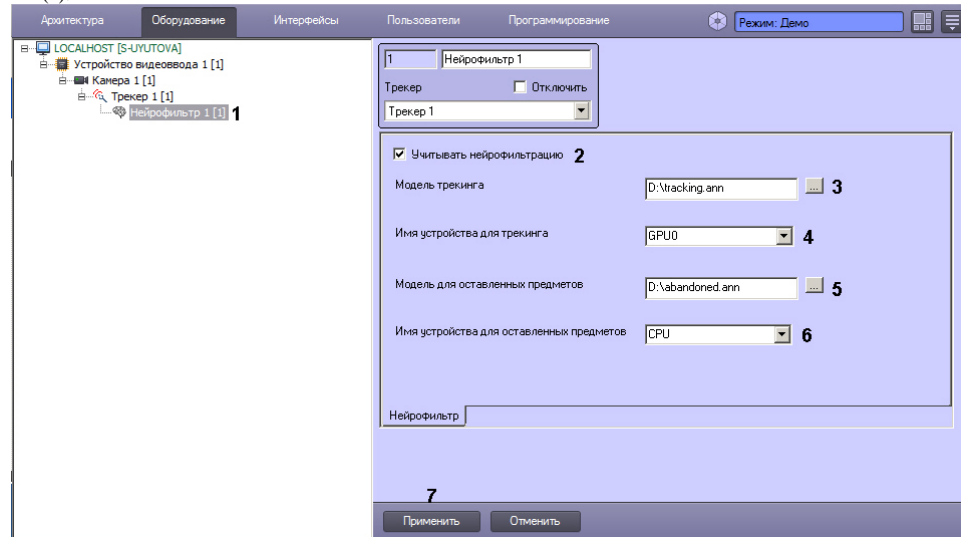 Архитектура Оборудование Интерфейсы Пользователи Программирование Режим: Демо
LOCALHOST [S-UYUTOVA]
Устройство видеоввода 1 [1]
Камера 1 [1]
Трекер 1 [1]
Нейрофильтр 1 [1] 1
1 Нейрофильтр 1
Трекер Отключить
Трекер 1
Учитывать нейрофильтрацию 2
Модель трекинга D:\tracking.ann ... 3
Имя устройства для трекинга GPU0 4
Модель для оставленных предметов D:\abandoned.ann ... 5
Имя устройства для оставленных предметов CPU 6
Нейрофильтр
7
Применить Отменить